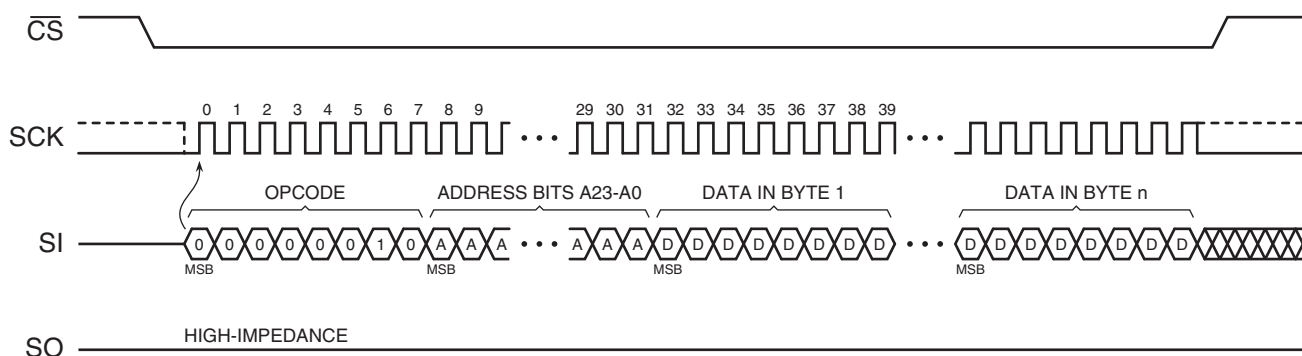 CS
0 1 2 3 4 5 6 7 8 9 29 30 31 32 33 34 35 36 37 38 39
SCK
OPCODE ADDRESS BITS A23-A0 DATA IN BYTE 1 DATA IN BYTE n
SI 0 0 0 0 0 0 1 0 A A A A A A D D D D D D D D D D D D D D D D
MSB MSB MSB MSB
HIGH-IMPEDANCE
SO